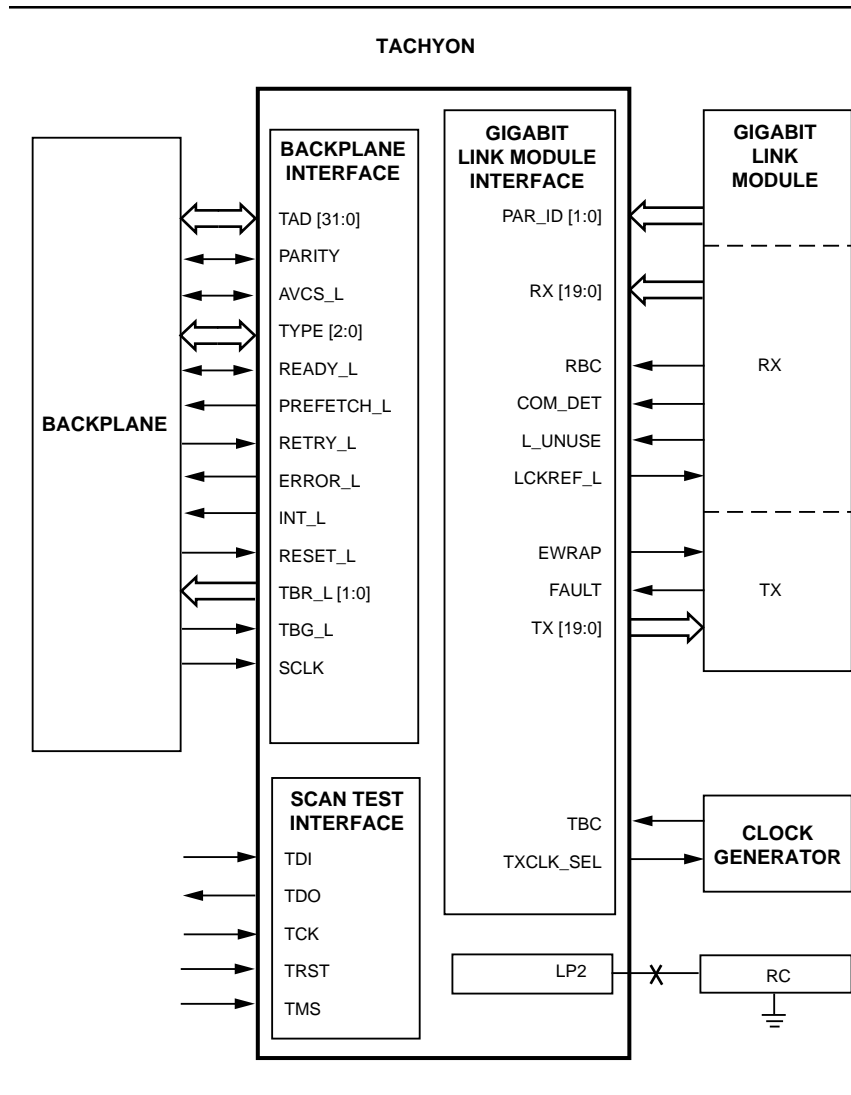 TACHYON
BACKPLANE
BACKPLANE
INTERFACE
TAD [31:0]
PARITY
AVCS_L
TYPE [2:0]
READY_L
PREFETCH_L
RETRY_L
ERROR_L
INT_L
RESET_L
TBR_L [1:0]
TBG_L
SCLK
SCAN TEST
INTERFACE
TDI
TDO
TCK
TRST
TMS
GIGABIT
LINK MODULE
INTERFACE
PAR_ID [1:0]
RX [19:0]
RBC
COM_DET
L_UNUSE
LCKREF_L
EWRAP
FAULT
TX [19:0]
TBC
TXCLK_SEL
LP2
GIGABIT
LINK
MODULE
RX
TX
CLOCK
GENERATOR
RC